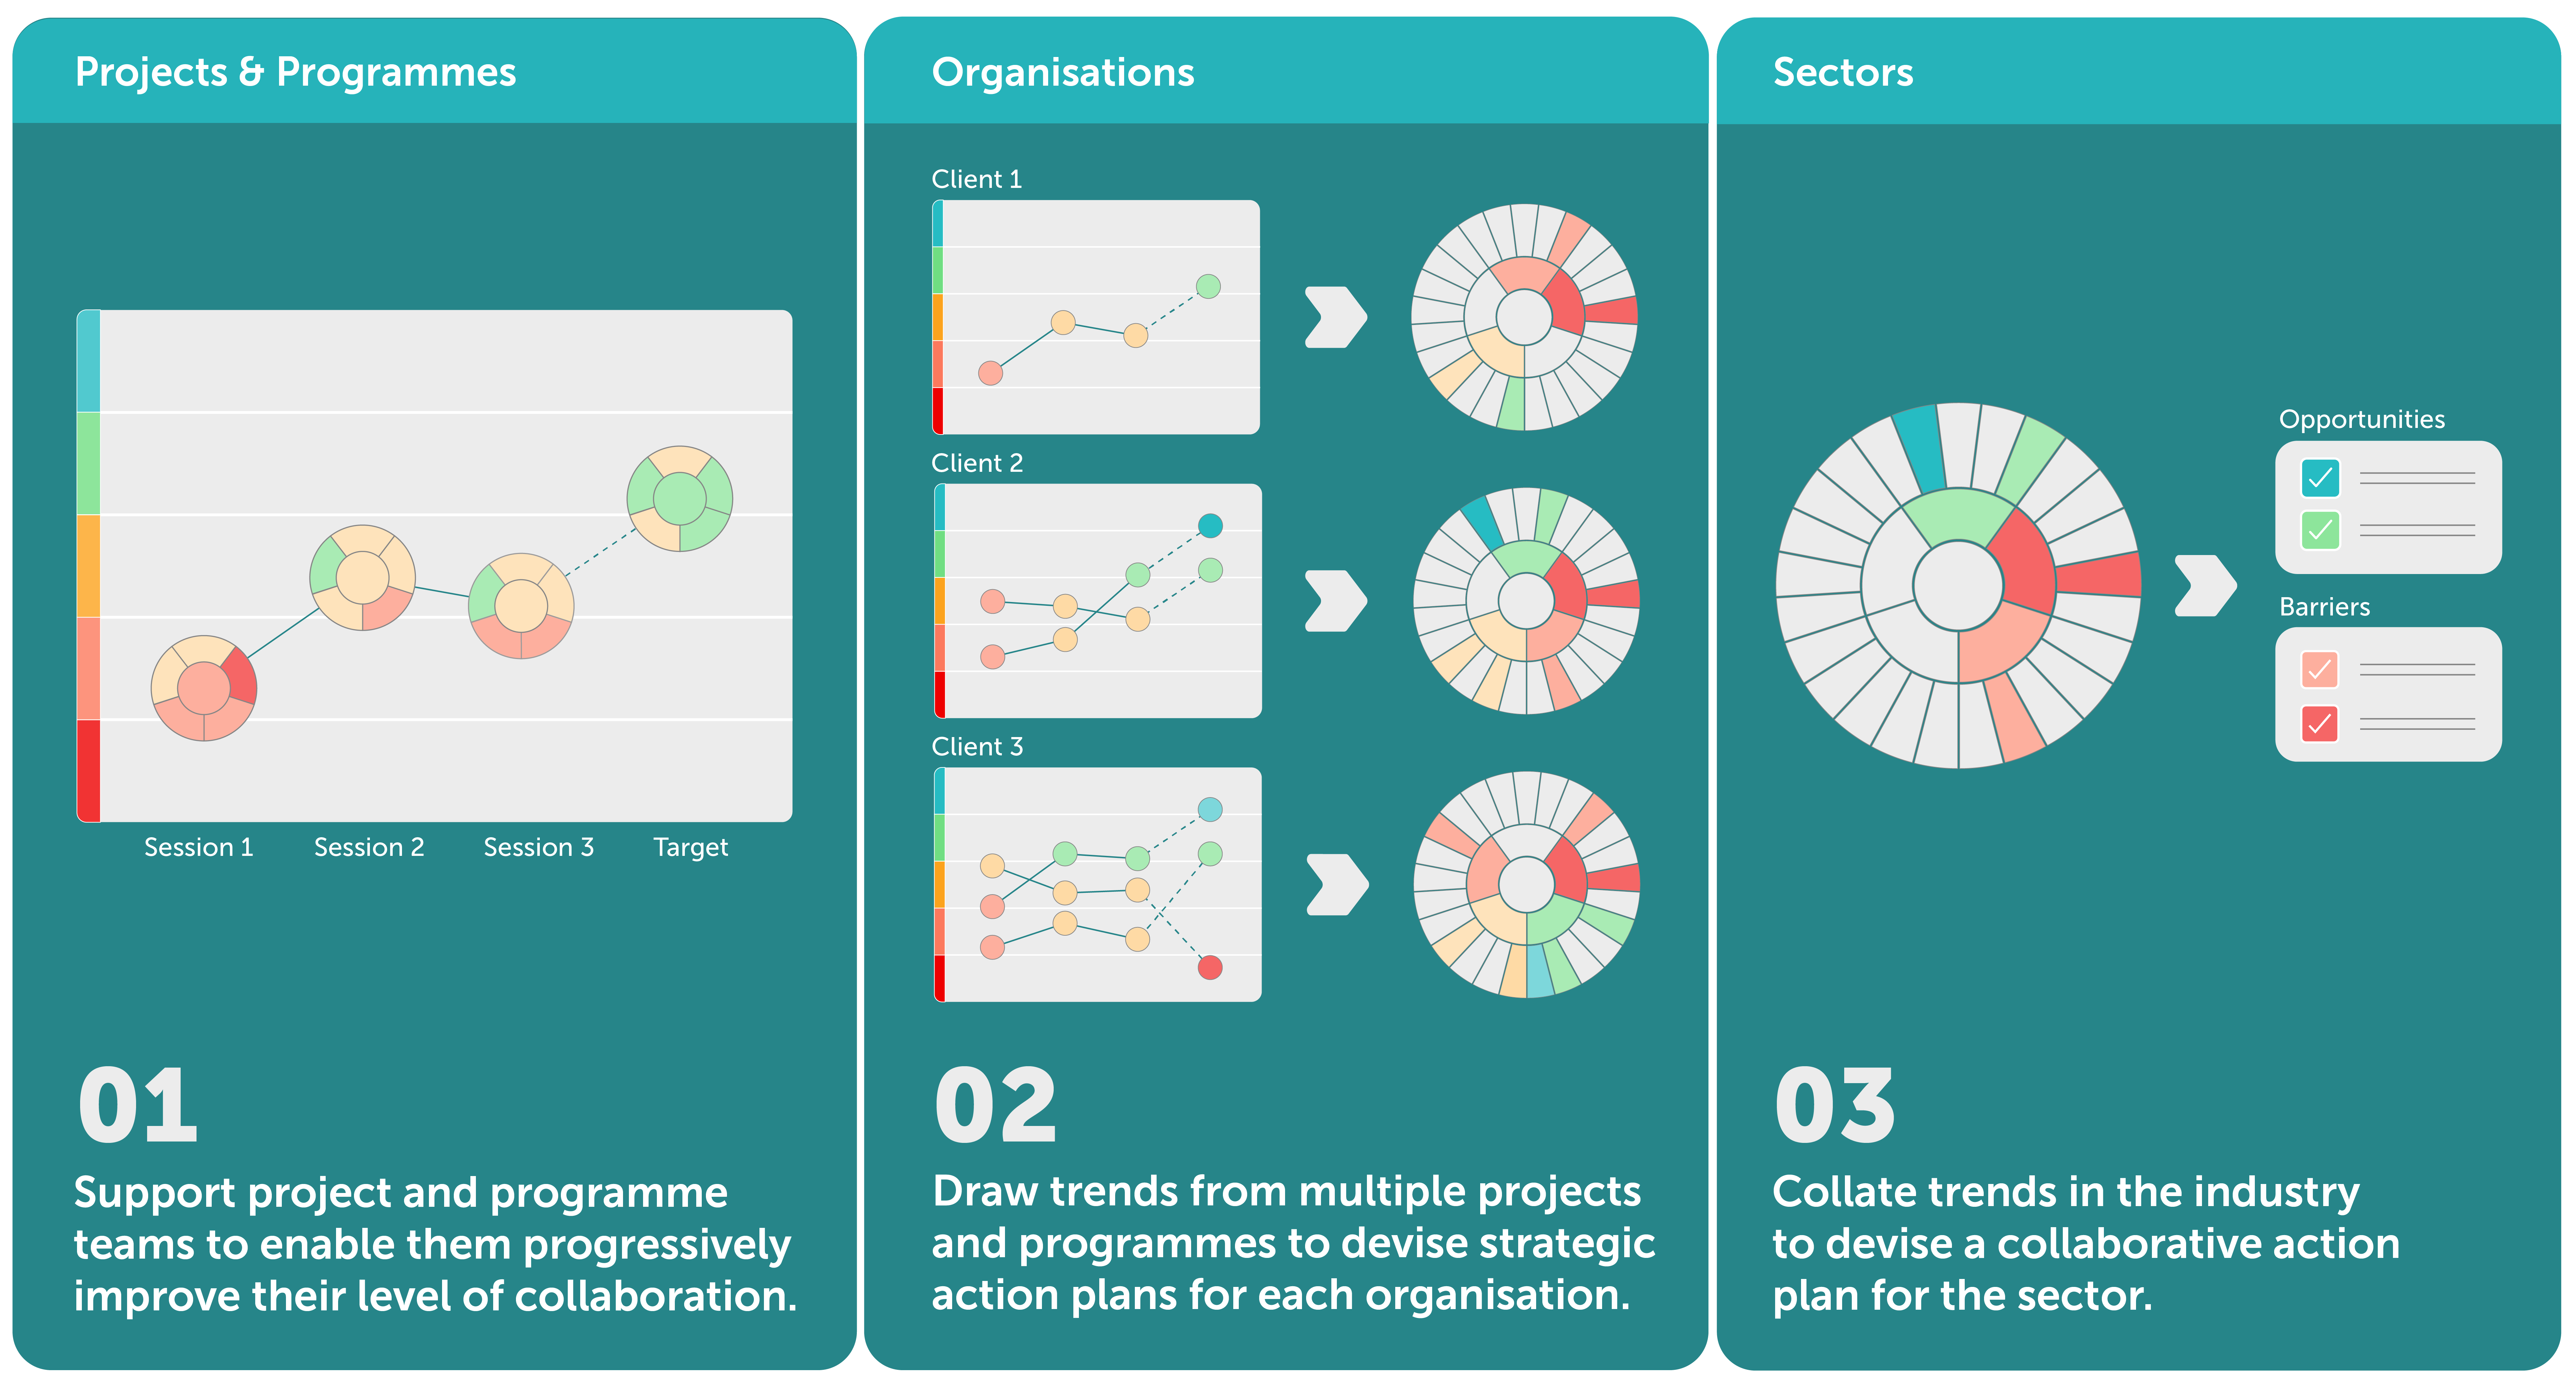 Projects & Programmes
Session 1
Session 2
Session 3
Target
01
Support project and programme
teams to enable them progressively
improve their level of collaboration.
Organisations
Client 1
Client 2
Client 3
02
Draw trends from multiple projects
and programmes to devise strategic
action plans for each organisation.
Sectors
Opportunities
Barriers
03
Collate trends in the industry
to devise a collaborative action
plan for the sector.